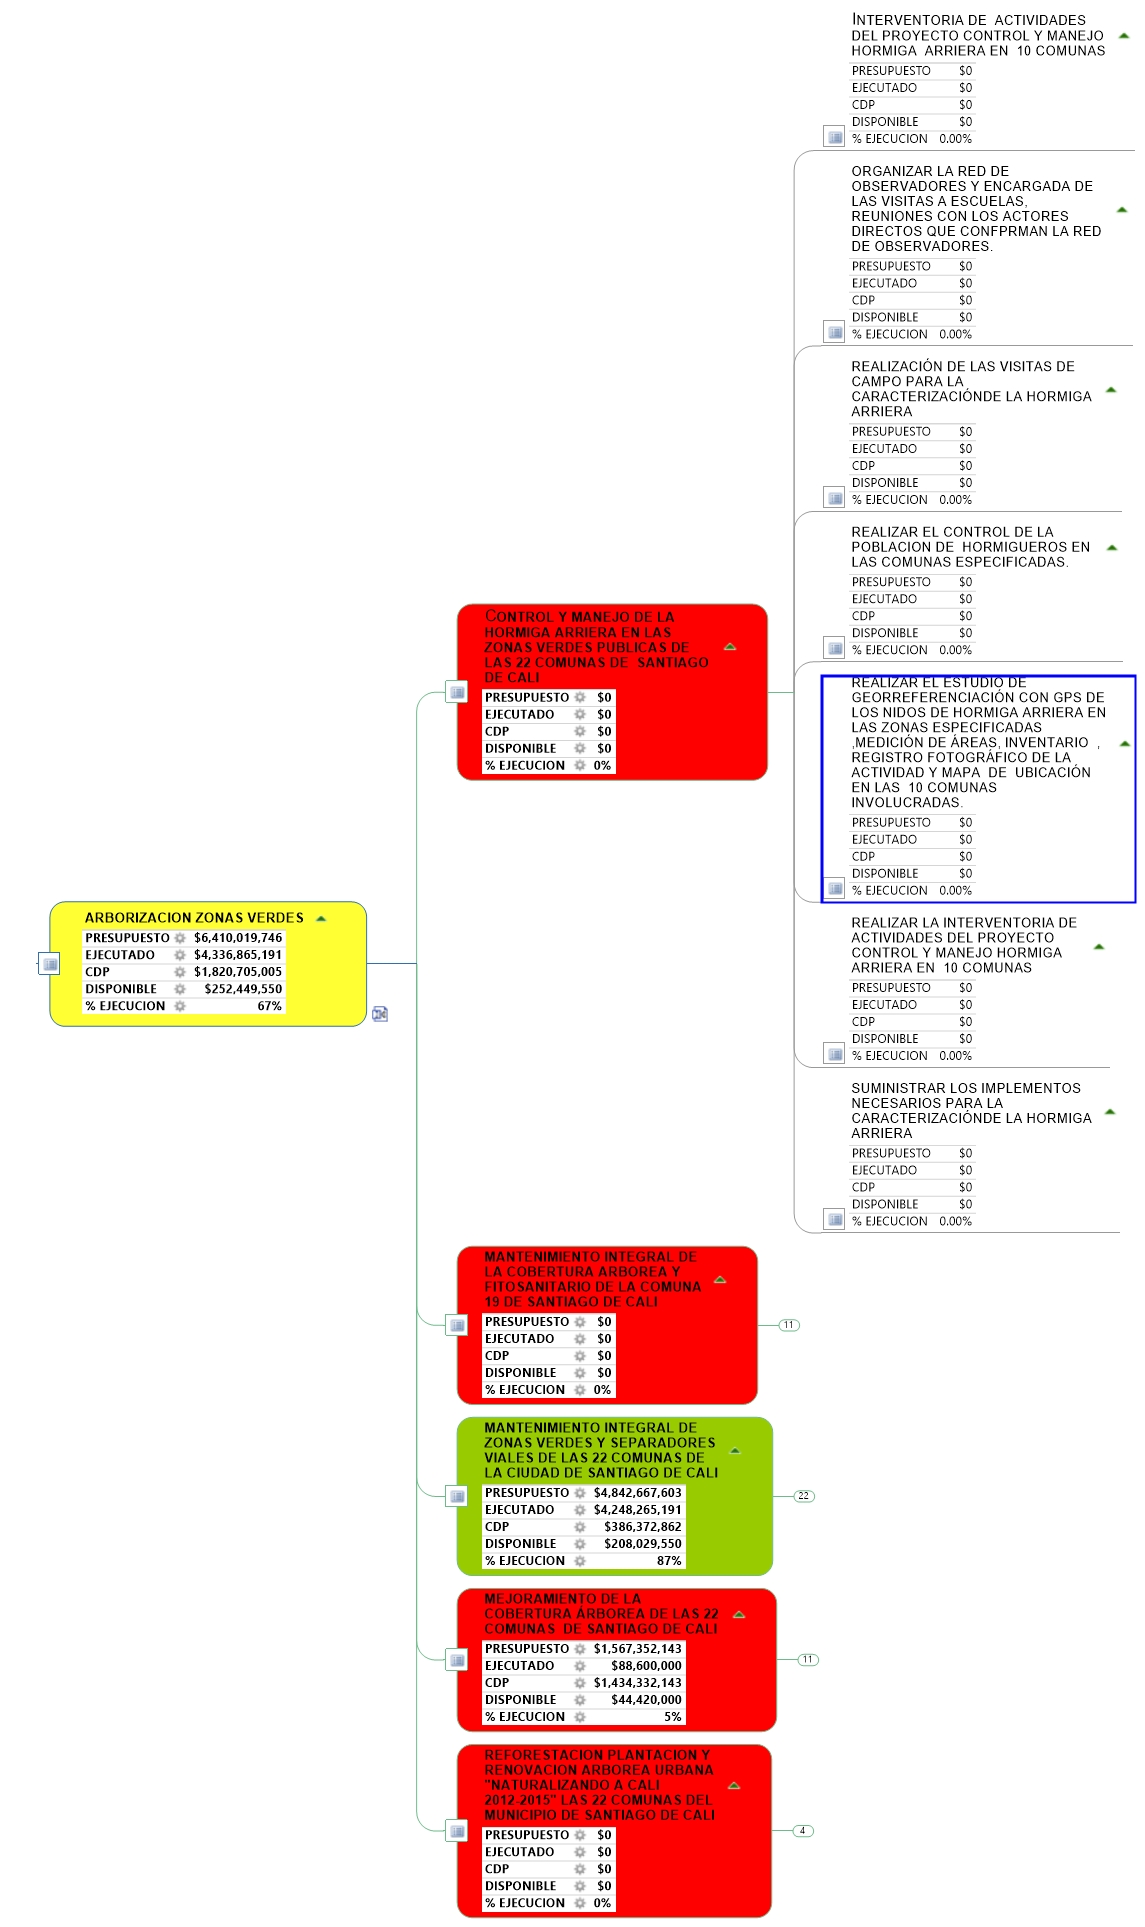 INTERVENTORIA DE  ACTIVIDADES
DEL PROYECTO CONTROL Y MANEJO
HORMIGA  ARRIERA EN  10 COMUNAS
PRESUPUESTO $0
EJECUTADO $0
CDP $0
DISPONIBLE $0
% EJECUCION 0.00%
ORGANIZAR LA RED DE
OBSERVADORES Y ENCARGADA DE
LAS VISITAS A ESCUELAS,
REUNIONES CON LOS ACTORES
DIRECTOS QUE CONFPRMAN LA RED
DE OBSERVADORES.
PRESUPUESTO $0
EJECUTADO $0
CDP $0
DISPONIBLE $0
% EJECUCION 0.00%
REALIZACIÓN DE LAS VISITAS DE
CAMPO PARA LA
CARACTERIZACIÓNDE LA HORMIGA
ARRIERA
PRESUPUESTO $0
EJECUTADO $0
CDP $0
DISPONIBLE $0
% EJECUCION 0.00%
REALIZAR EL CONTROL DE LA
POBLACION DE  HORMIGUEROS EN
LAS COMUNAS ESPECIFICADAS.
PRESUPUESTO $0
EJECUTADO $0
CDP $0
DISPONIBLE $0
% EJECUCION 0.00%
CONTROL Y MANEJO DE LA
HORMIGA ARRIERA EN LAS
ZONAS VERDES PUBLICAS DE
LAS 22 COMUNAS DE  SANTIAGO
DE CALI
PRESUPUESTO $0
EJECUTADO $0
CDP $0
DISPONIBLE $0
% EJECUCION 0%
REALIZAR EL ESTUDIO DE
GEORREFERENCIACIÓN CON GPS DE
LOS NIDOS DE HORMIGA ARRIERA EN
LAS ZONAS ESPECIFICADAS
,MEDICIÓN DE ÁREAS, INVENTARIO  ,
REGISTRO FOTOGRÁFICO DE LA
ACTIVIDAD Y MAPA  DE  UBICACIÓN
EN LAS  10 COMUNAS
INVOLUCRADAS.
PRESUPUESTO $0
EJECUTADO $0
CDP $0
DISPONIBLE $0
% EJECUCION 0.00%
ARBORIZACION ZONAS VERDES
PRESUPUESTO $6,410,019,746
EJECUTADO $4,336,865,191
CDP $1,820,705,005
DISPONIBLE $252,449,550
% EJECUCION 67%
REALIZAR LA INTERVENTORIA DE
ACTIVIDADES DEL PROYECTO
CONTROL Y MANEJO HORMIGA
ARRIERA EN  10 COMUNAS
PRESUPUESTO $0
EJECUTADO $0
CDP $0
DISPONIBLE $0
% EJECUCION 0.00%
SUMINISTRAR LOS IMPLEMENTOS
NECESARIOS PARA LA
CARACTERIZACIÓNDE LA HORMIGA
ARRIERA
PRESUPUESTO $0
EJECUTADO $0
CDP $0
DISPONIBLE $0
% EJECUCION 0.00%
MANTENIMIENTO INTEGRAL DE
LA COBERTURA ARBOREA Y
FITOSANITARIO DE LA COMUNA
19 DE SANTIAGO DE CALI
PRESUPUESTO $0
EJECUTADO $0
CDP $0
DISPONIBLE $0
% EJECUCION 0%
11
MANTENIMIENTO INTEGRAL DE
ZONAS VERDES Y SEPARADORES
VIALES DE LAS 22 COMUNAS DE
LA CIUDAD DE SANTIAGO DE CALI
PRESUPUESTO $4,842,667,603
EJECUTADO $4,248,265,191
CDP $386,372,862
DISPONIBLE $208,029,550
% EJECUCION 87%
22
MEJORAMIENTO DE LA
COBERTURA ÁRBOREA DE LAS 22
COMUNAS  DE SANTIAGO DE CALI
PRESUPUESTO $1,567,352,143
EJECUTADO $88,600,000
CDP $1,434,332,143
DISPONIBLE $44,420,000
% EJECUCION 5%
11
REFORESTACION PLANTACION Y
RENOVACION ARBOREA URBANA
"NATURALIZANDO A CALI
2012-2015" LAS 22 COMUNAS DEL
MUNICIPIO DE SANTIAGO DE CALI
PRESUPUESTO $0
EJECUTADO $0
CDP $0
DISPONIBLE $0
% EJECUCION 0%
4